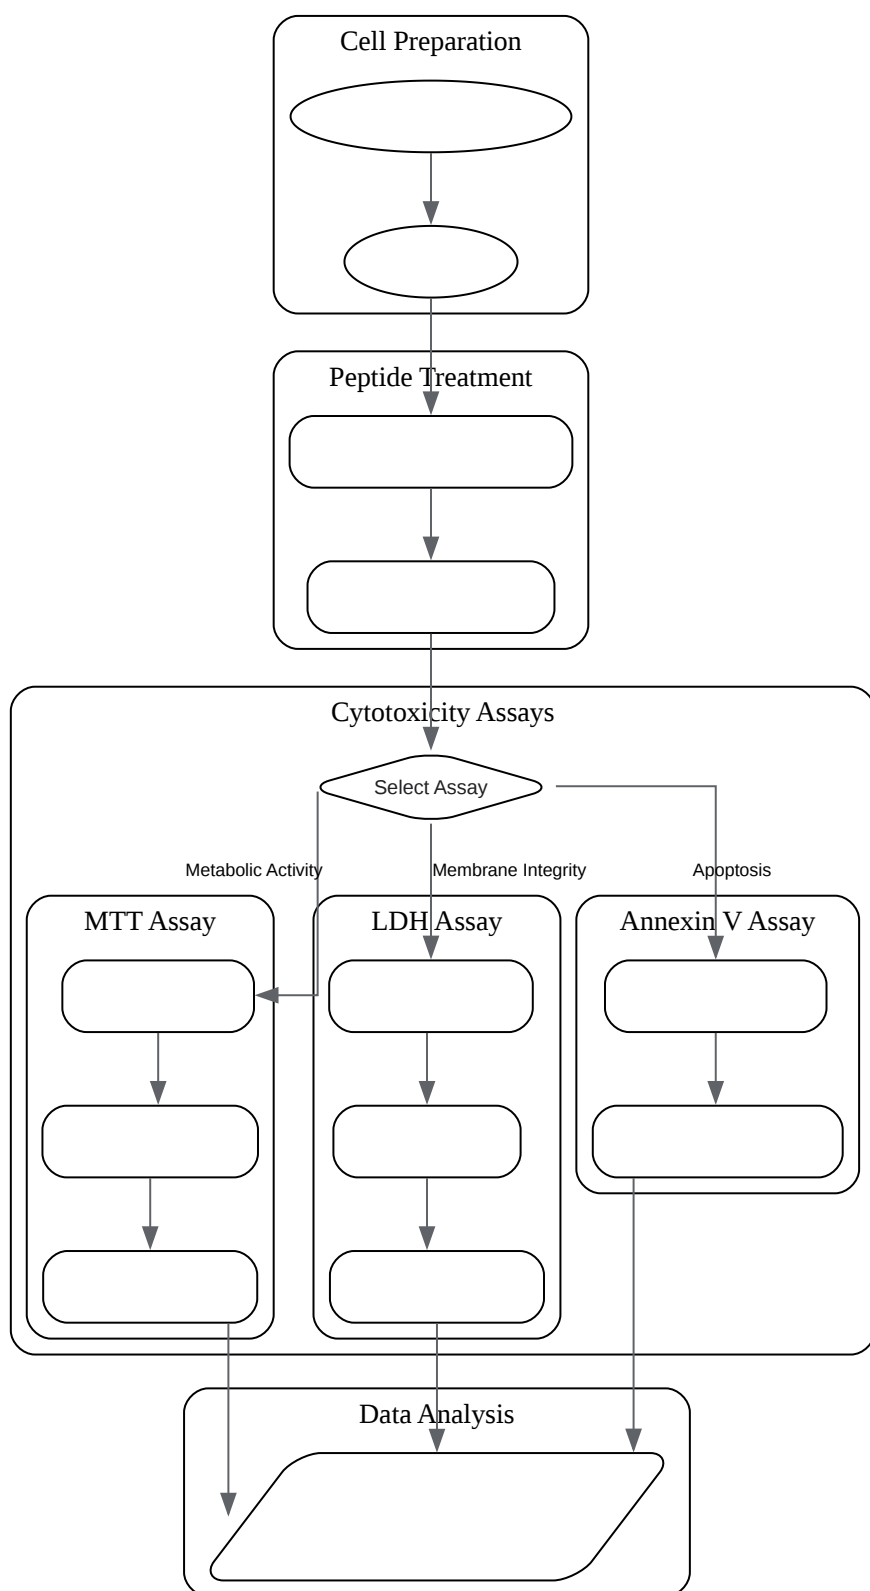 Cell Preparation
Peptide Treatment
Cytotoxicity Assays
Select Assay
Metabolic Activity
Membrane Integrity
Apoptosis
MTT Assay
LDH Assay
Annexin V Assay
Data Analysis